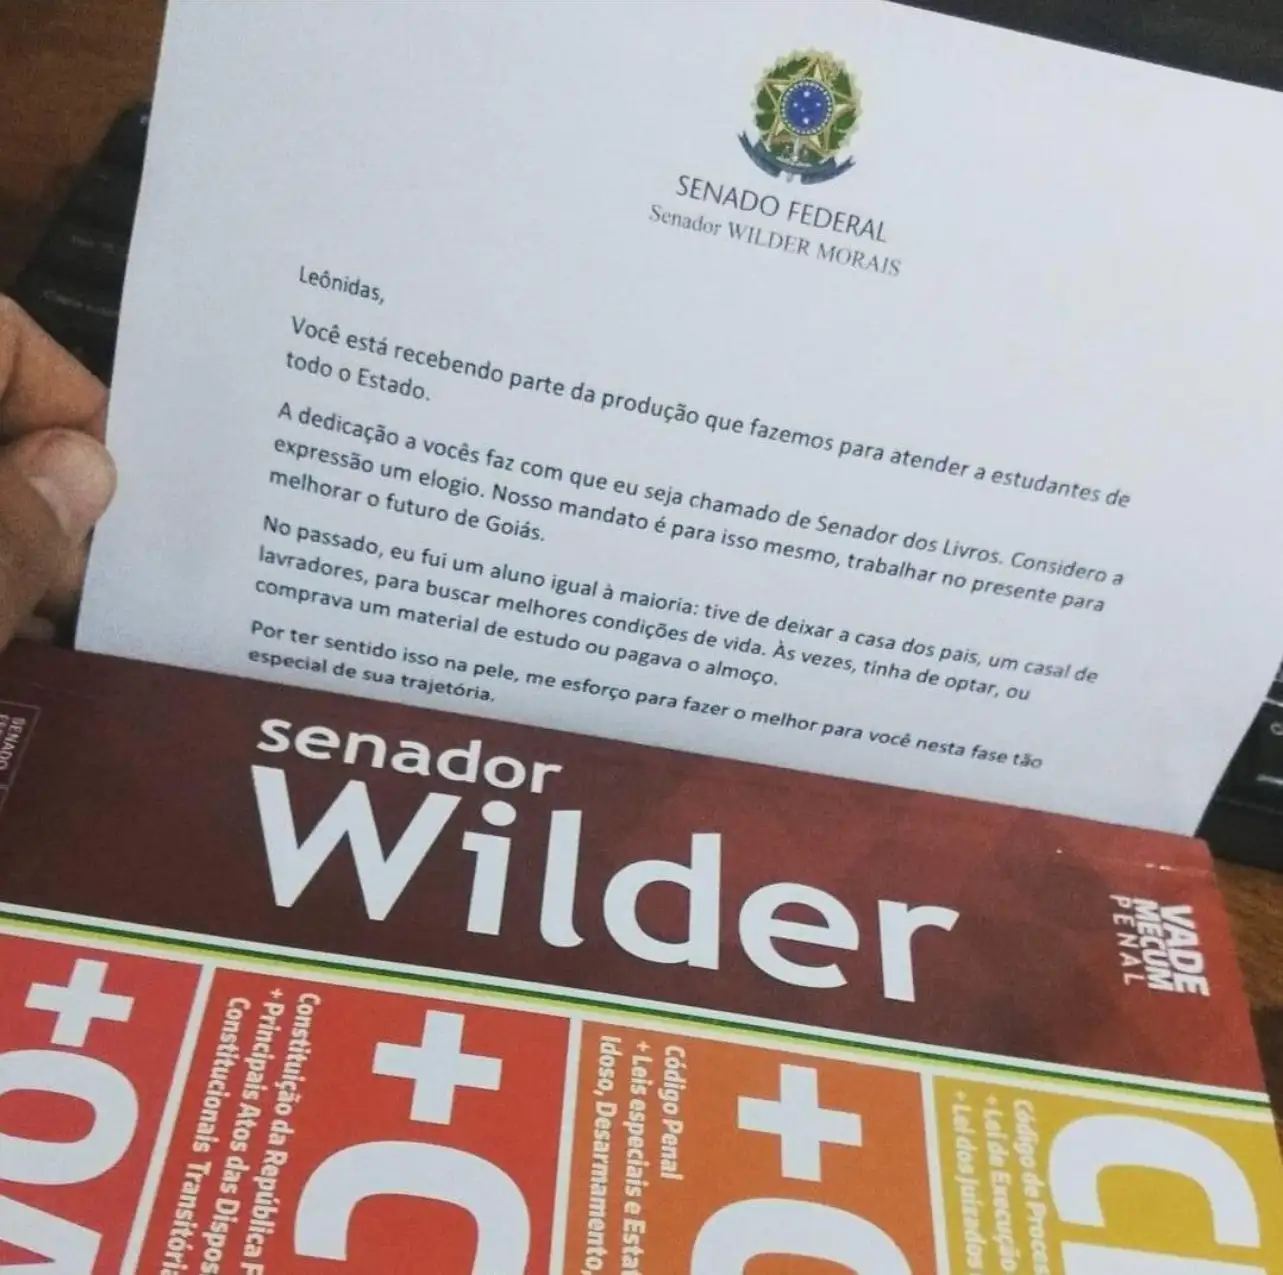 SENADO FEDERAL
Senador WILDER MORAIS
Leônidas,
Você está recebendo parte da produção que fazemos para atender a estudantes de
todo o Estado.
A dedicação a vocês faz com que eu seja chamado de Senador dos Livros. Considero a
expressão um elogio. Nosso mandato é para isso mesmo, trabalhar no presente para
melhorar o futuro de Goiás.
No passado, eu fui um aluno igual à maioria: tive de deixar a casa dos pais, um casal de
lavradores, para buscar melhores condições de vida. Às vezes, tinha de optar, ou
comprava um material de estudo ou pagava o almoço.
Por ter sentido isso na pele, me esforço para fazer o melhor para você nesta fase tão
especial de sua trajetória.
SENADO
senador
Wilder
VADE
MECUM
PENAL
+
Constituição da República F
+ Principais Atos das Dispos
Constitucionais Transitória
+
C
Código Penal
+ Leis especiais e Estat
Idoso, Desarmamento,
+
Código de Proces
+ Lei de Execução
+ Lei dos Juizados